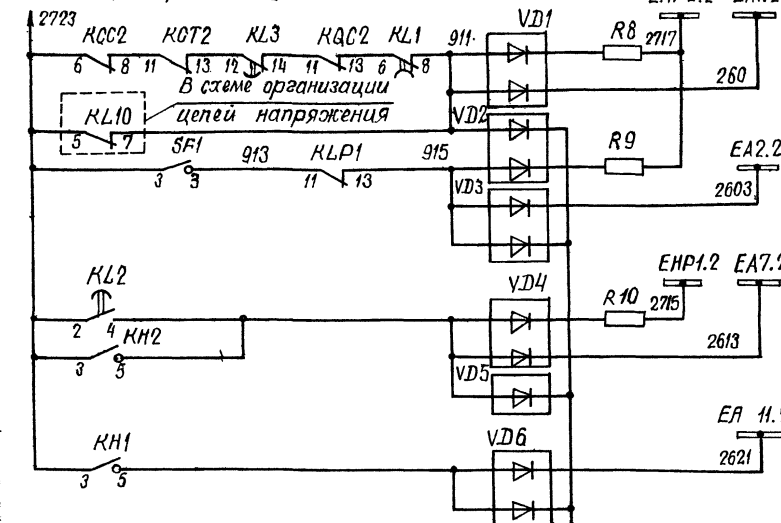 2723
KCC2 KCT2 KL3 KQC2 KL1 911 VD1 R8 2717
6 8 11 13 12 14 11 13 6 8
В схеме организации
цепей напряжения
260
KL10
5 7
VD2
SF1 913 KLP1 915 R9 EA2.2
3 3 11 13
2603
VD3
KL2 EHP1.2 EA7.2
VD4 R10 2715
2 4
KH2 2613
3 5
VD5
KH1 VD6 EA 11.
3 5 2621